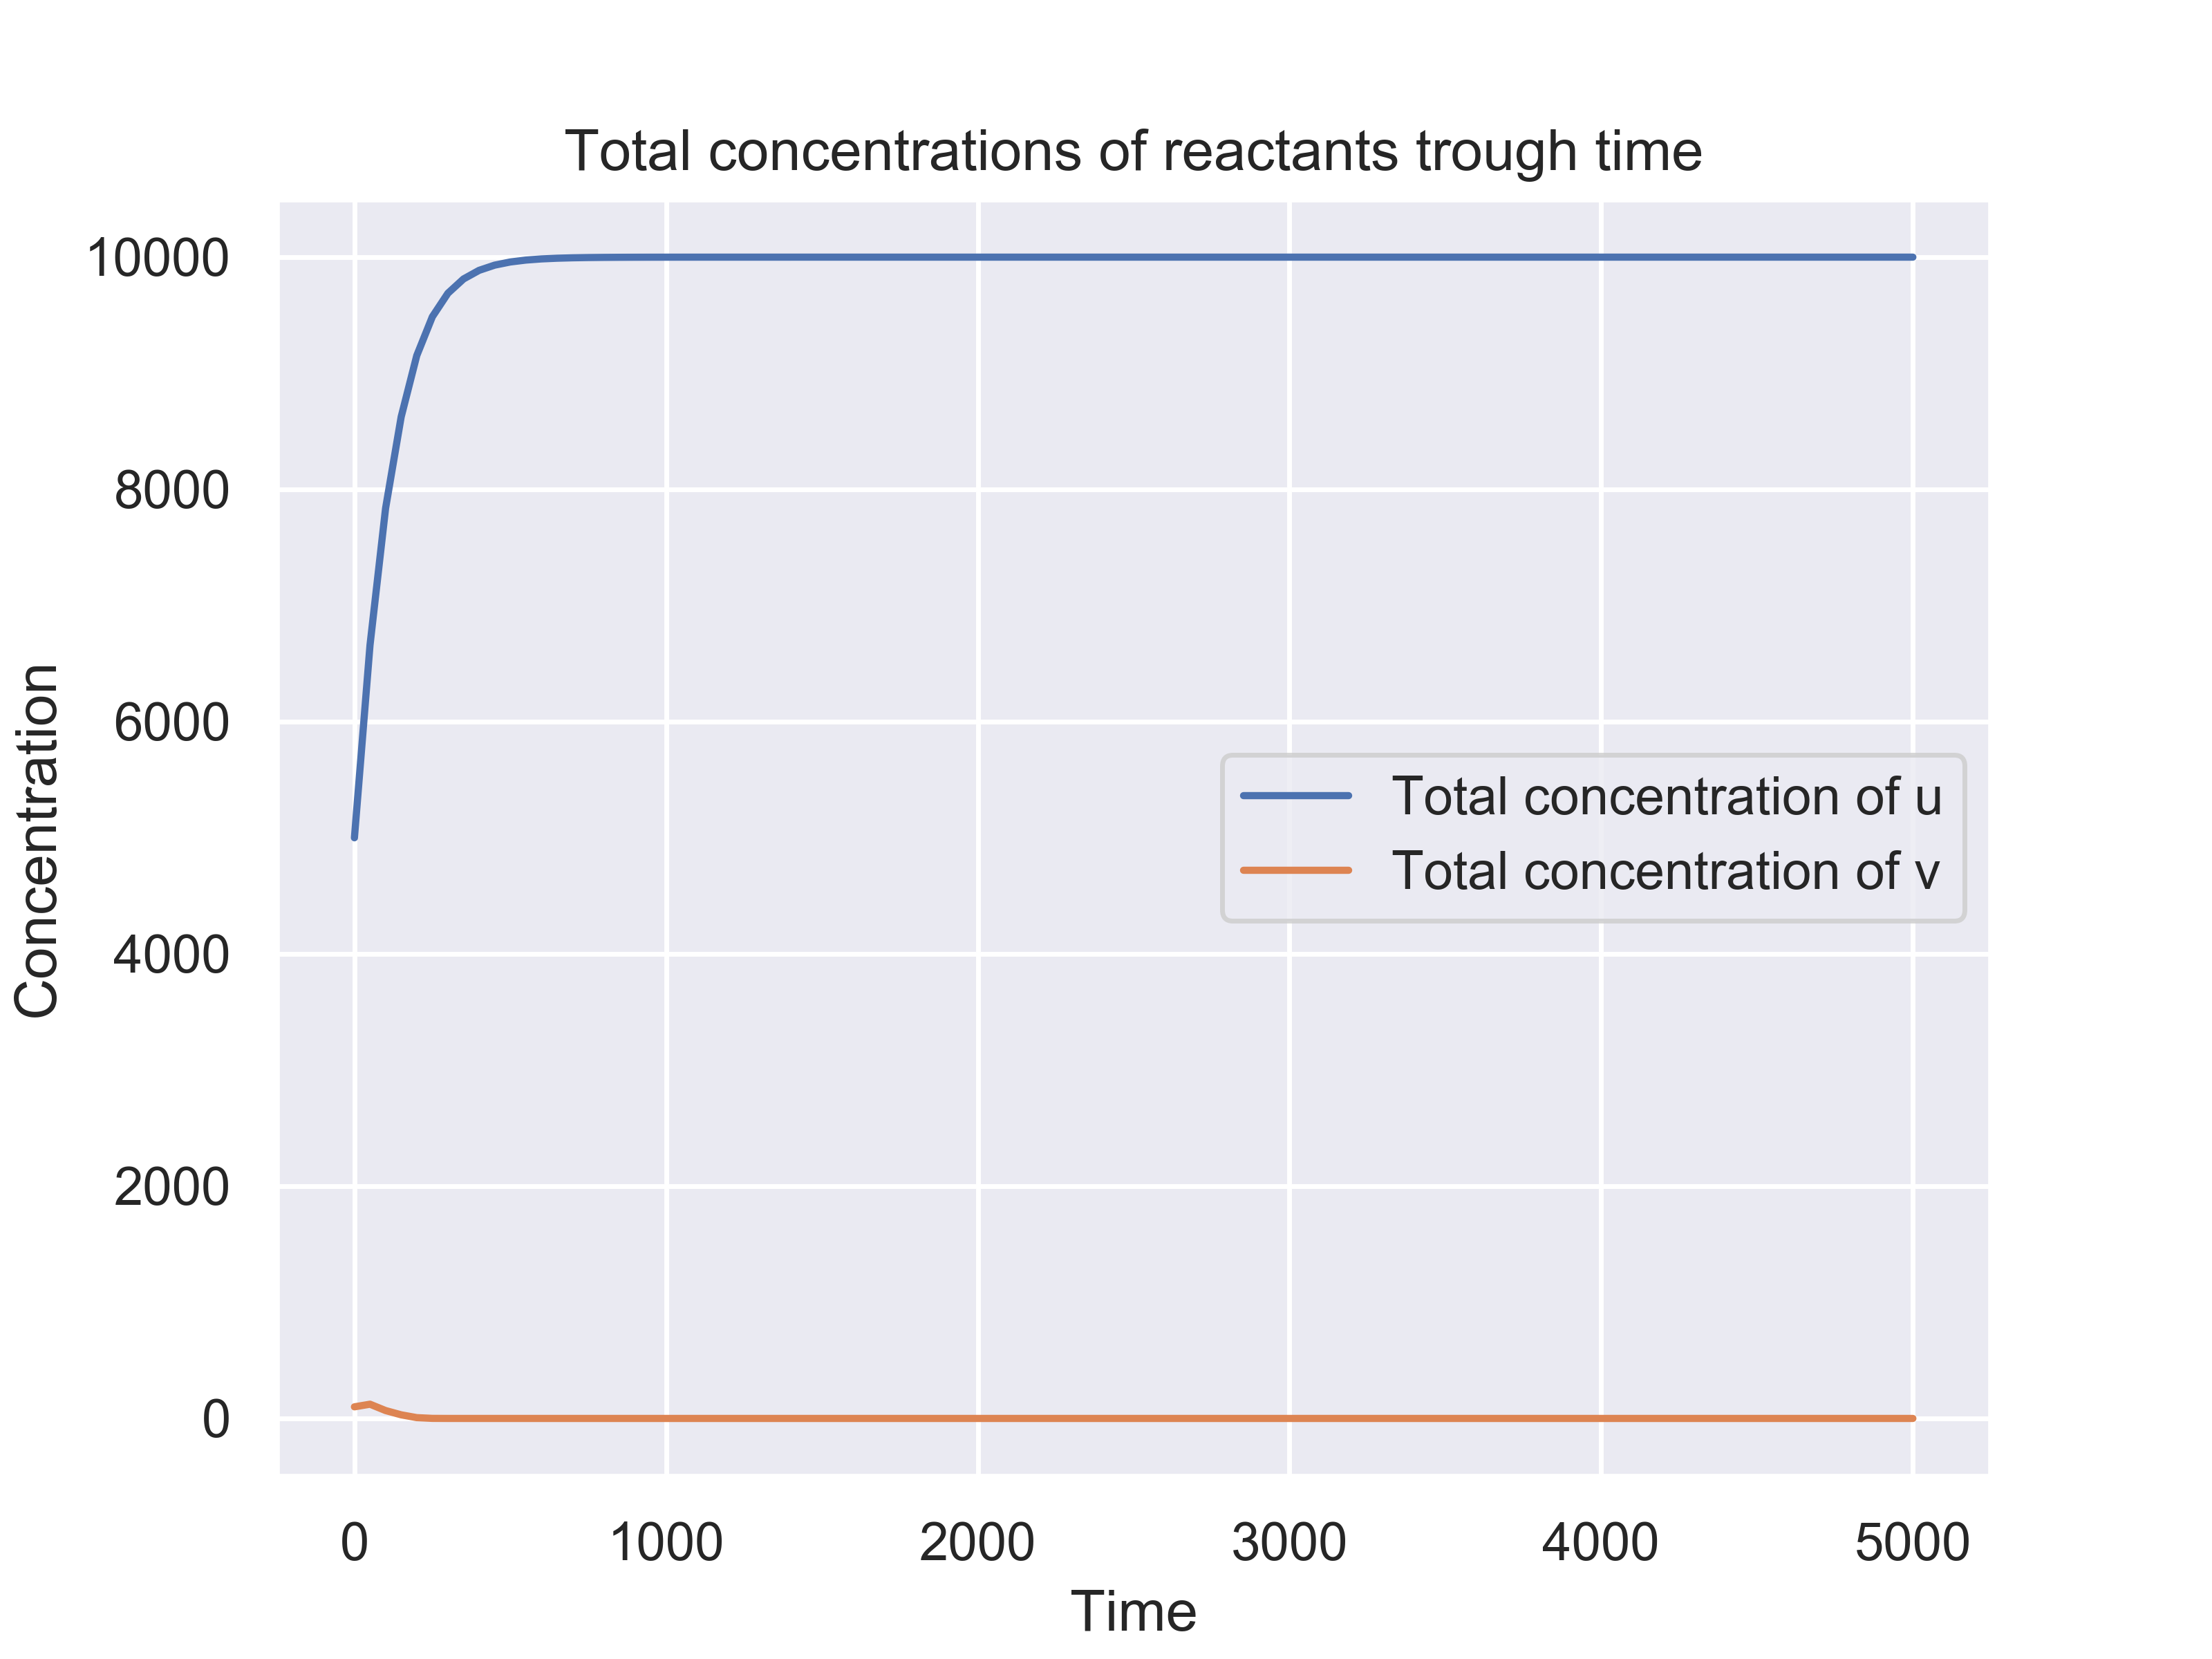 Total concentrations of reactants trough time
10000
8000
6000
4000
2000
0
Concentration
Total concentration of u
Total concentration of v
0 1000 2000 3000 4000 5000
Time